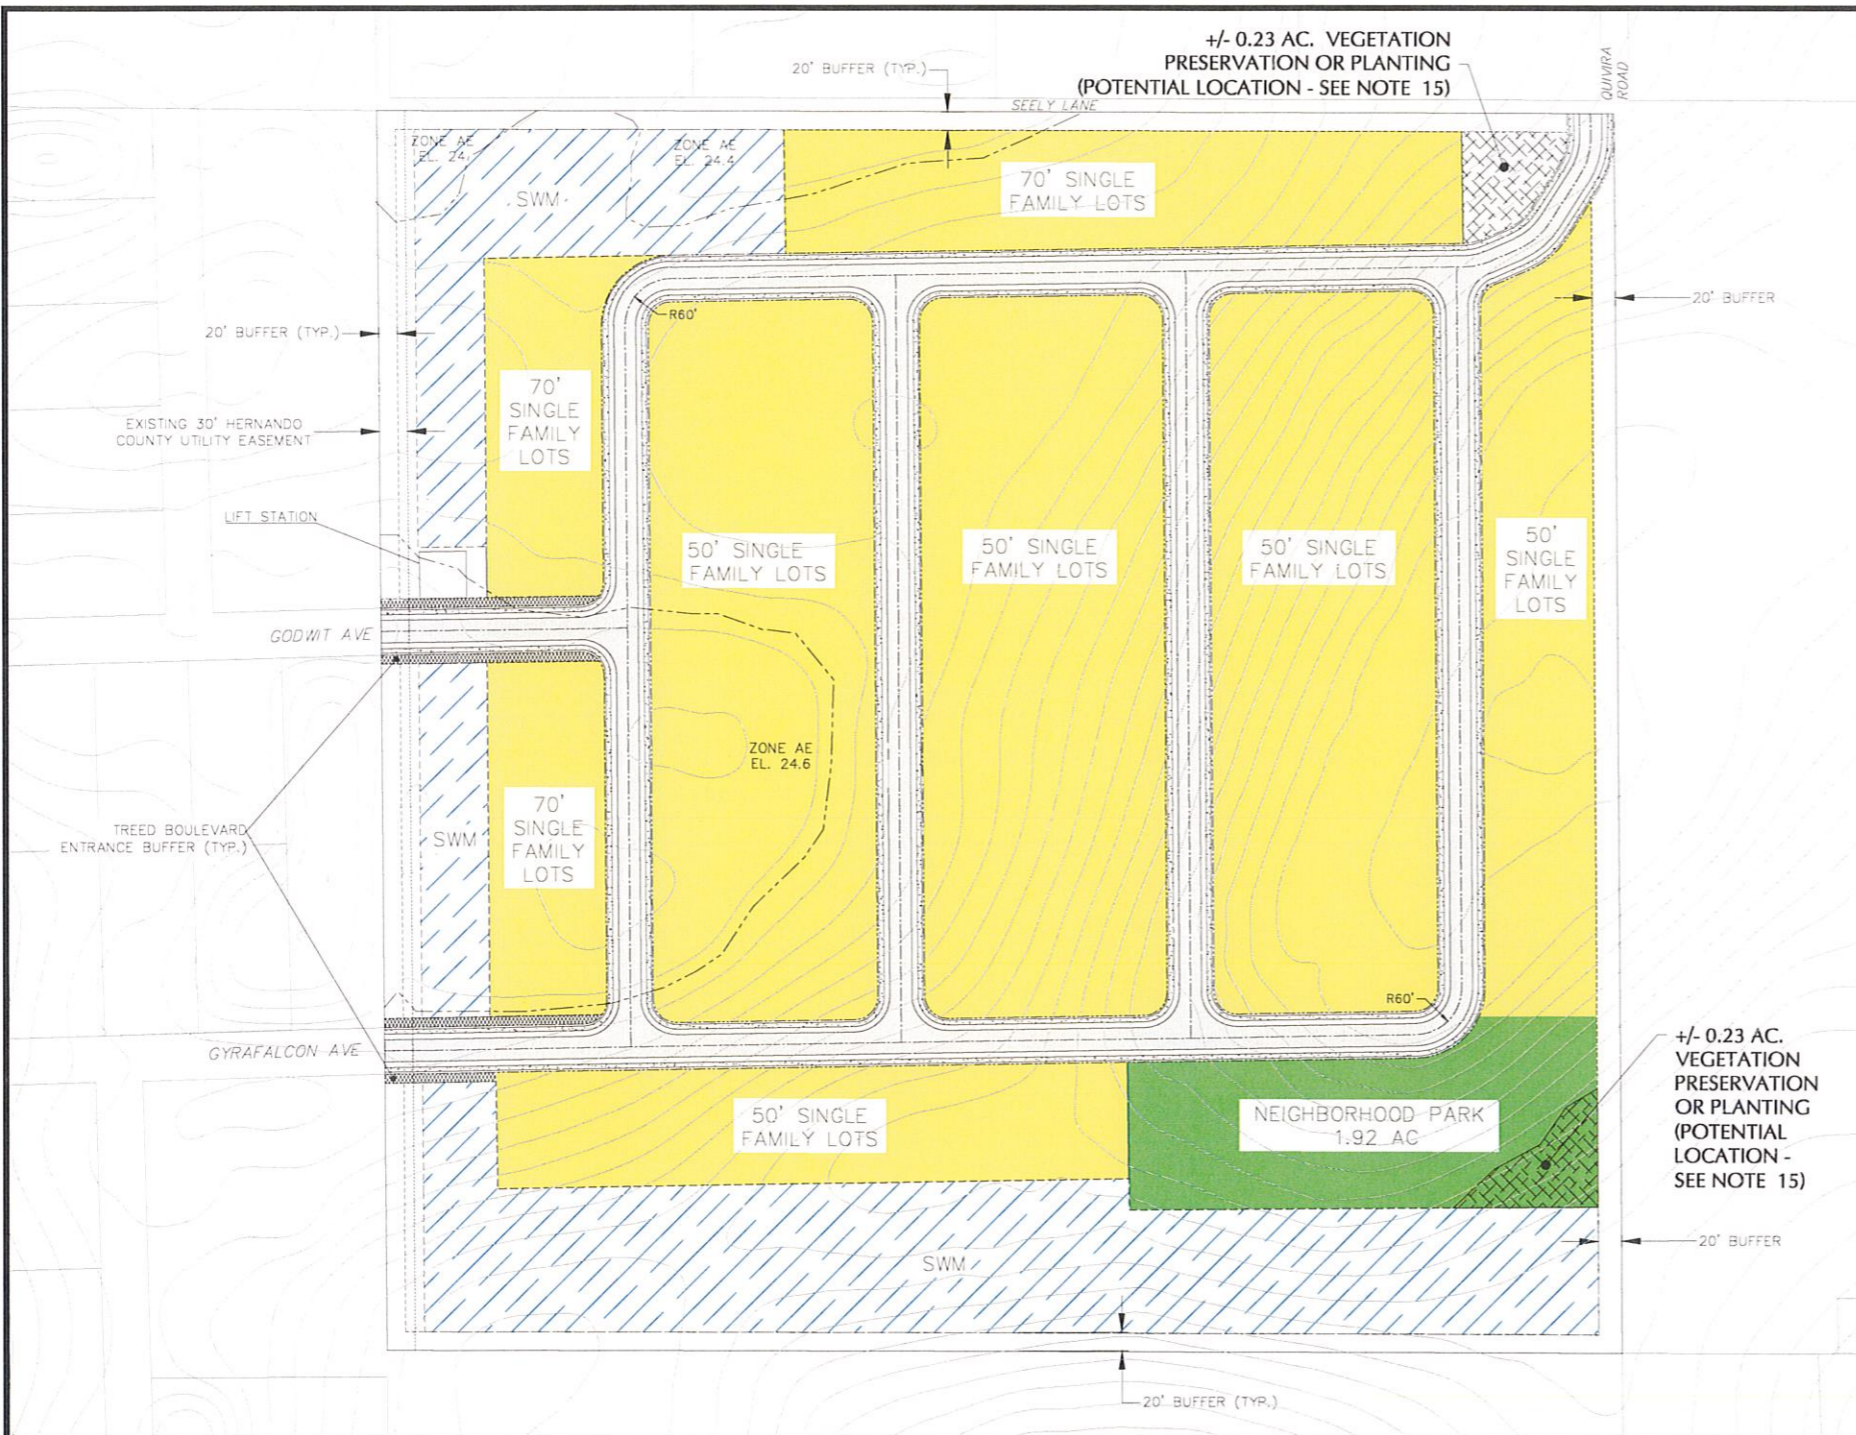 +/- 0.23 AC. VEGETATION
PRESERVATION OR PLANTING
(POTENTIAL LOCATION - SEE NOTE 15)
QUIVIRA
ROAD
20' BUFFER (TYP.)
SEELY LANE
ZONE AE
EL. 24.
ZONE AE
EL. 24.4
SWM
70' SINGLE
FAMILY LOTS
20' BUFFER
R60'
20' BUFFER (TYP.)
70'
SINGLE
FAMILY
LOTS
EXISTING 30' HERNANDO
COUNTY UTILITY EASEMENT
LIFT STATION
50' SINGLE
FAMILY LOTS
50' SINGLE
FAMILY LOTS
50' SINGLE
FAMILY LOTS
50'
SINGLE
FAMILY
LOTS
GODWIT AVE
ZONE AE
EL. 24.6
70'
SINGLE
FAMILY
LOTS
TREED BOULEVARD
ENTRANCE BUFFER (TYP.)
SWM
R60'
GYRAFALCON AVE
+/- 0.23 AC.
VEGETATION
PRESERVATION
OR PLANTING
(POTENTIAL
LOCATION -
SEE NOTE 15)
50' SINGLE
FAMILY LOTS
NEIGHBORHOOD PARK
1.92 AC
20' BUFFER
SWM
20' BUFFER (TYP.)